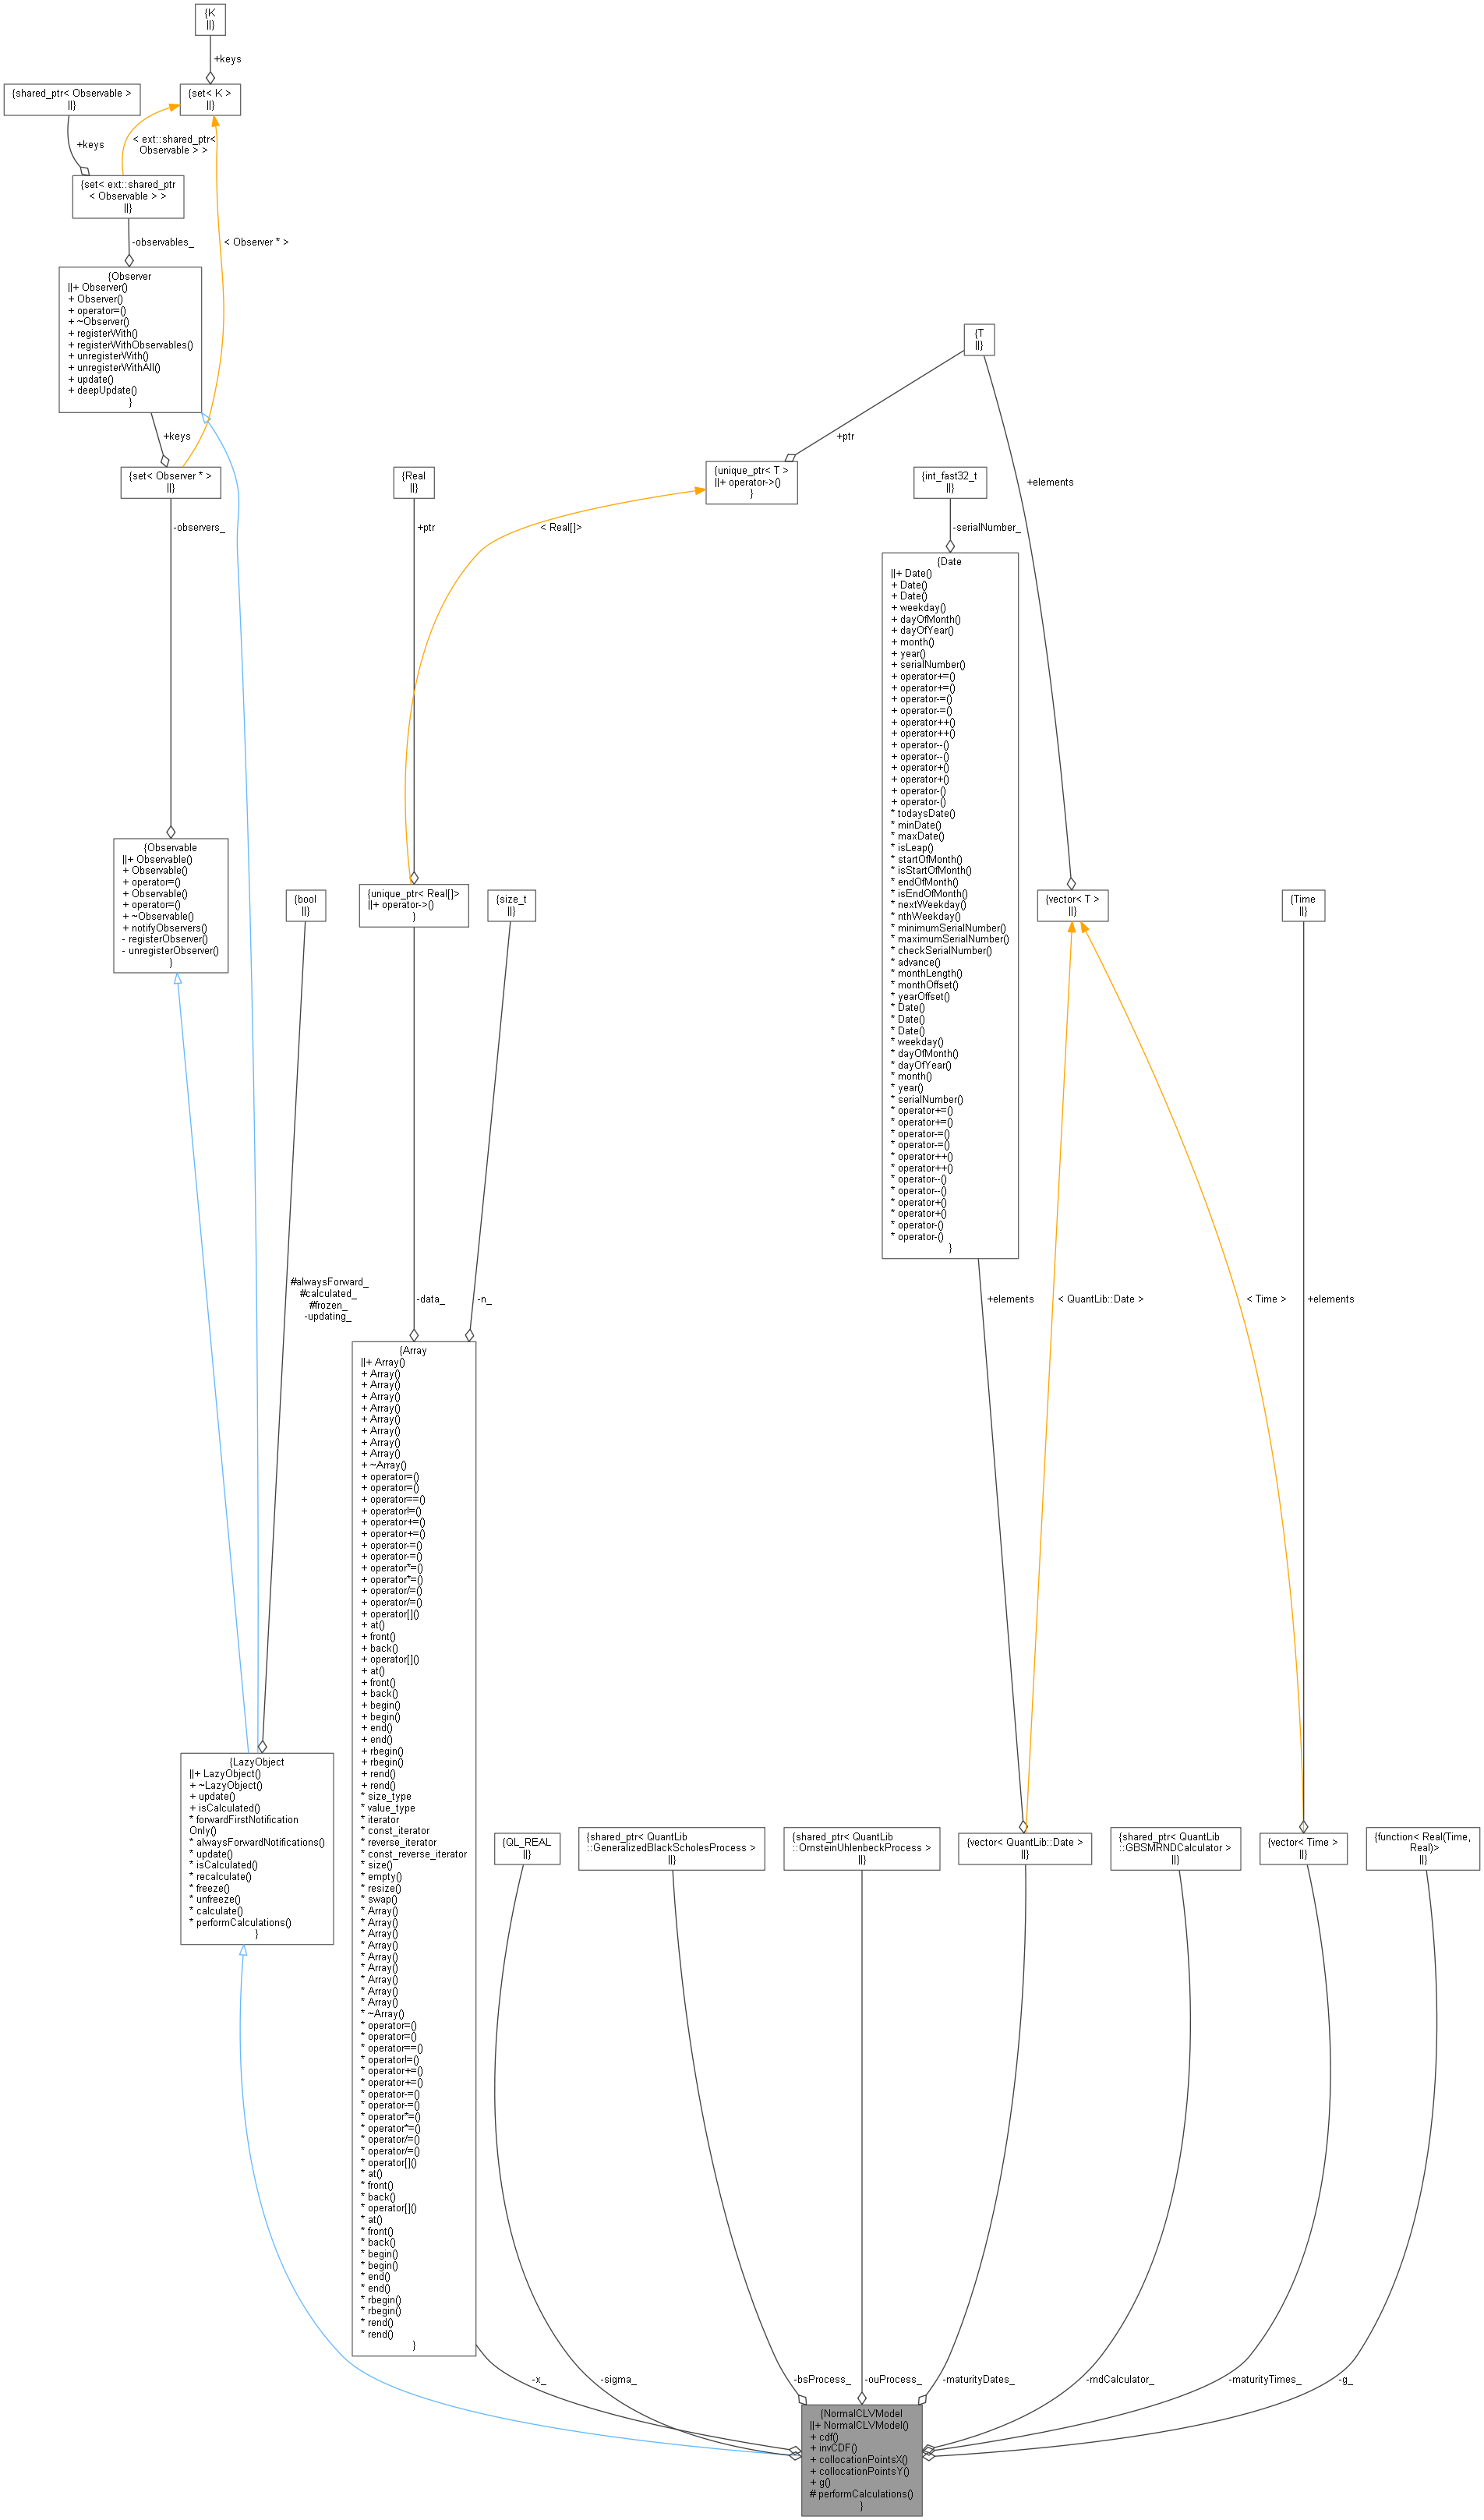 {K
||}
+keys
{shared_ptr< Observable >
||}
{set< K >
||}
+keys
< ext::shared_ptr<
Observable > >
{set< ext::shared_ptr
< Observable > >
||}
-observables_
< Observer * >
{Observer
||+ Observer()
+ Observer()
+ operator=()
+ ~Observer()
+ registerWith()
+ registerWithObservables()
+ unregisterWith()
+ unregisterWithAll()
+ update()
+ deepUpdate()
}
+keys
{set< Observer * >
||}
-observers_
{Observable
||+ Observable()
+ Observable()
+ operator=()
+ Observable()
+ operator=()
+ ~Observable()
+ notifyObservers()
- registerObserver()
- unregisterObserver()
}
{bool
||}
#alwaysForward_
#calculated_
#frozen_
-updating_
{LazyObject
||+ LazyObject()
+ ~LazyObject()
+ update()
+ isCalculated()
* forwardFirstNotification
Only()
* alwaysForwardNotifications()
* update()
* isCalculated()
* recalculate()
* freeze()
* unfreeze()
* calculate()
* performCalculations()
}
{Real
||}
+ptr
{T
||}
+ptr
{unique_ptr< T >
||+ operator->()
}
< Real[]>
{unique_ptr< Real[]>
||+ operator->()
}
{size_t
||}
-data_
-n_
{Array
||+ Array()
+ Array()
+ Array()
+ Array()
+ Array()
+ Array()
+ Array()
+ Array()
+ Array()
+ ~Array()
+ operator=()
+ operator=()
+ operator==()
+ operator!=()
+ operator+=()
+ operator+=()
+ operator-=()
+ operator-=()
+ operator*=()
+ operator*=()
+ operator/=()
+ operator/=()
+ operator[]()
+ at()
+ front()
+ back()
+ operator[]()
+ at()
+ front()
+ back()
+ begin()
+ begin()
+ end()
+ end()
+ rbegin()
+ rbegin()
+ rend()
+ rend()
* size_type
* value_type
* iterator
* const_iterator
* reverse_iterator
* const_reverse_iterator
* size()
* empty()
* resize()
* swap()
* Array()
* Array()
* Array()
* Array()
* Array()
* Array()
* Array()
* Array()
* Array()
* ~Array()
* operator=()
* operator=()
* operator==()
* operator!=()
* operator+=()
* operator+=()
* operator-=()
* operator-=()
* operator*=()
* operator*=()
* operator/=()
* operator/=()
* operator[]()
* at()
* front()
* back()
* operator[]()
* at()
* front()
* back()
* begin()
* begin()
* end()
* end()
* rbegin()
* rbegin()
* rend()
* rend()
}
{int_fast32_t
||}
-serialNumber_
+elements
{Date
||+ Date()
+ Date()
+ Date()
+ weekday()
+ dayOfMonth()
+ dayOfYear()
+ month()
+ year()
+ serialNumber()
+ operator+=()
+ operator+=()
+ operator-=()
+ operator-=()
+ operator++()
+ operator++()
+ operator--()
+ operator--()
+ operator+()
+ operator+()
+ operator-()
+ operator-()
* todaysDate()
* minDate()
* maxDate()
* isLeap()
* startOfMonth()
* isStartOfMonth()
* endOfMonth()
* isEndOfMonth()
* nextWeekday()
* nthWeekday()
* minimumSerialNumber()
* maximumSerialNumber()
* checkSerialNumber()
* advance()
* monthLength()
* monthOffset()
* yearOffset()
* Date()
* Date()
* Date()
* weekday()
* dayOfMonth()
* dayOfYear()
* month()
* year()
* serialNumber()
* operator+=()
* operator+=()
* operator-=()
* operator-=()
* operator++()
* operator++()
* operator--()
* operator--()
* operator+()
* operator+()
* operator-()
* operator-()
}
{vector< T >
||}
{Time
||}
+elements
< QuantLib::Date >
< Time >
+elements
{QL_REAL
||}
{shared_ptr< QuantLib
::GeneralizedBlackScholesProcess >
||}
{shared_ptr< QuantLib
::OrnsteinUhlenbeckProcess >
||}
{vector< QuantLib::Date >
||}
{shared_ptr< QuantLib
::GBSMRNDCalculator >
||}
{vector< Time >
||}
{function< Real(Time,
Real)>
||}
-x_
-sigma_
-bsProcess_
-ouProcess_
-maturityDates_
-rndCalculator_
-maturityTimes_
-g_
{NormalCLVModel
||+ NormalCLVModel()
+ cdf()
+ invCDF()
+ collocationPointsX()
+ collocationPointsY()
+ g()
# performCalculations()
}